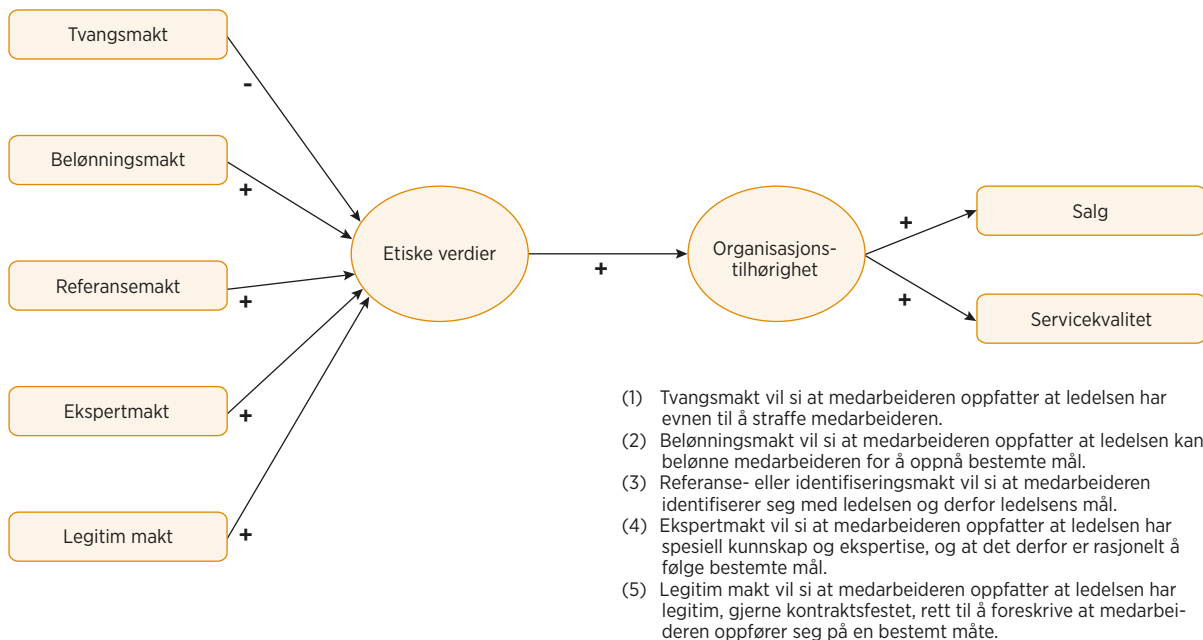 Tvangsmakt
-
Belønningsmakt
+
Referansemakt
+
Ekspertmakt
+
Legitim makt
+
Etiske verdier
+
Organisasjons-
tilhørighet
+
Salg
+
Servicekvalitet
(1) Tvangsmakt vil si at medarbeideren oppfatter at ledelsen har
evnen til å straffe medarbeideren.
(2) Belønningsmakt vil si at medarbeideren oppfatter at ledelsen kan
belønne medarbeideren for å oppnå bestemte mål.
(3) Referanse- eller identifiseringsmakt vil si at medarbeideren
identifiserer seg med ledelsen og derfor ledelsens mål.
(4) Ekspertmakt vil si at medarbeideren oppfatter at ledelsen har
spesiell kunnskap og ekspertise, og at det derfor er rasjonelt å
følge bestemte mål.
(5) Legitim makt vil si at medarbeideren oppfatter at ledelsen har
legitim, gjerne kontraktsfestet, rett til å foreskrive at medarbei-
deren oppfører seg på en bestemt måte.